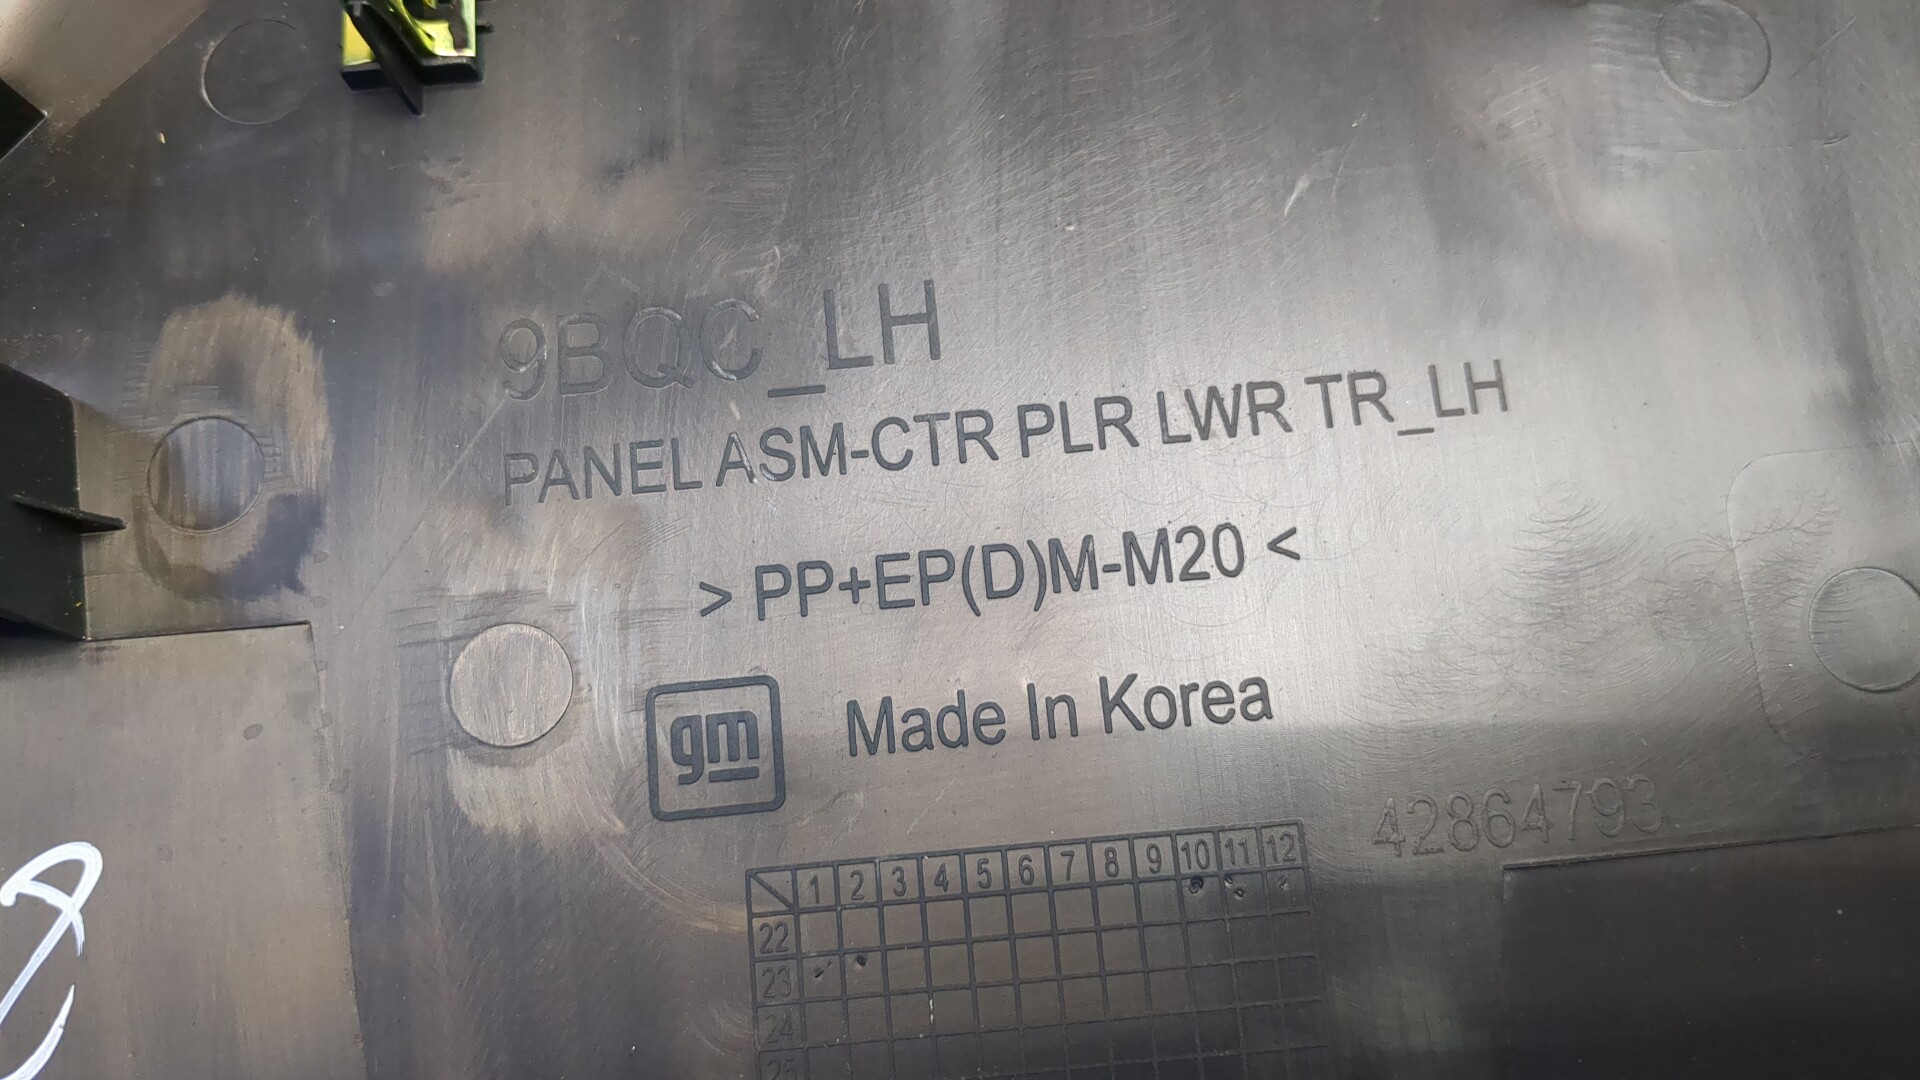 9BQC_LH
PANEL ASM-CTR PLR LWR TR_LH
> PP+EP(D)M-M20 <
gm Made In Korea
42864793
1 2 3 4 5 6 7 8 9 10 11 12
22
23
24
25